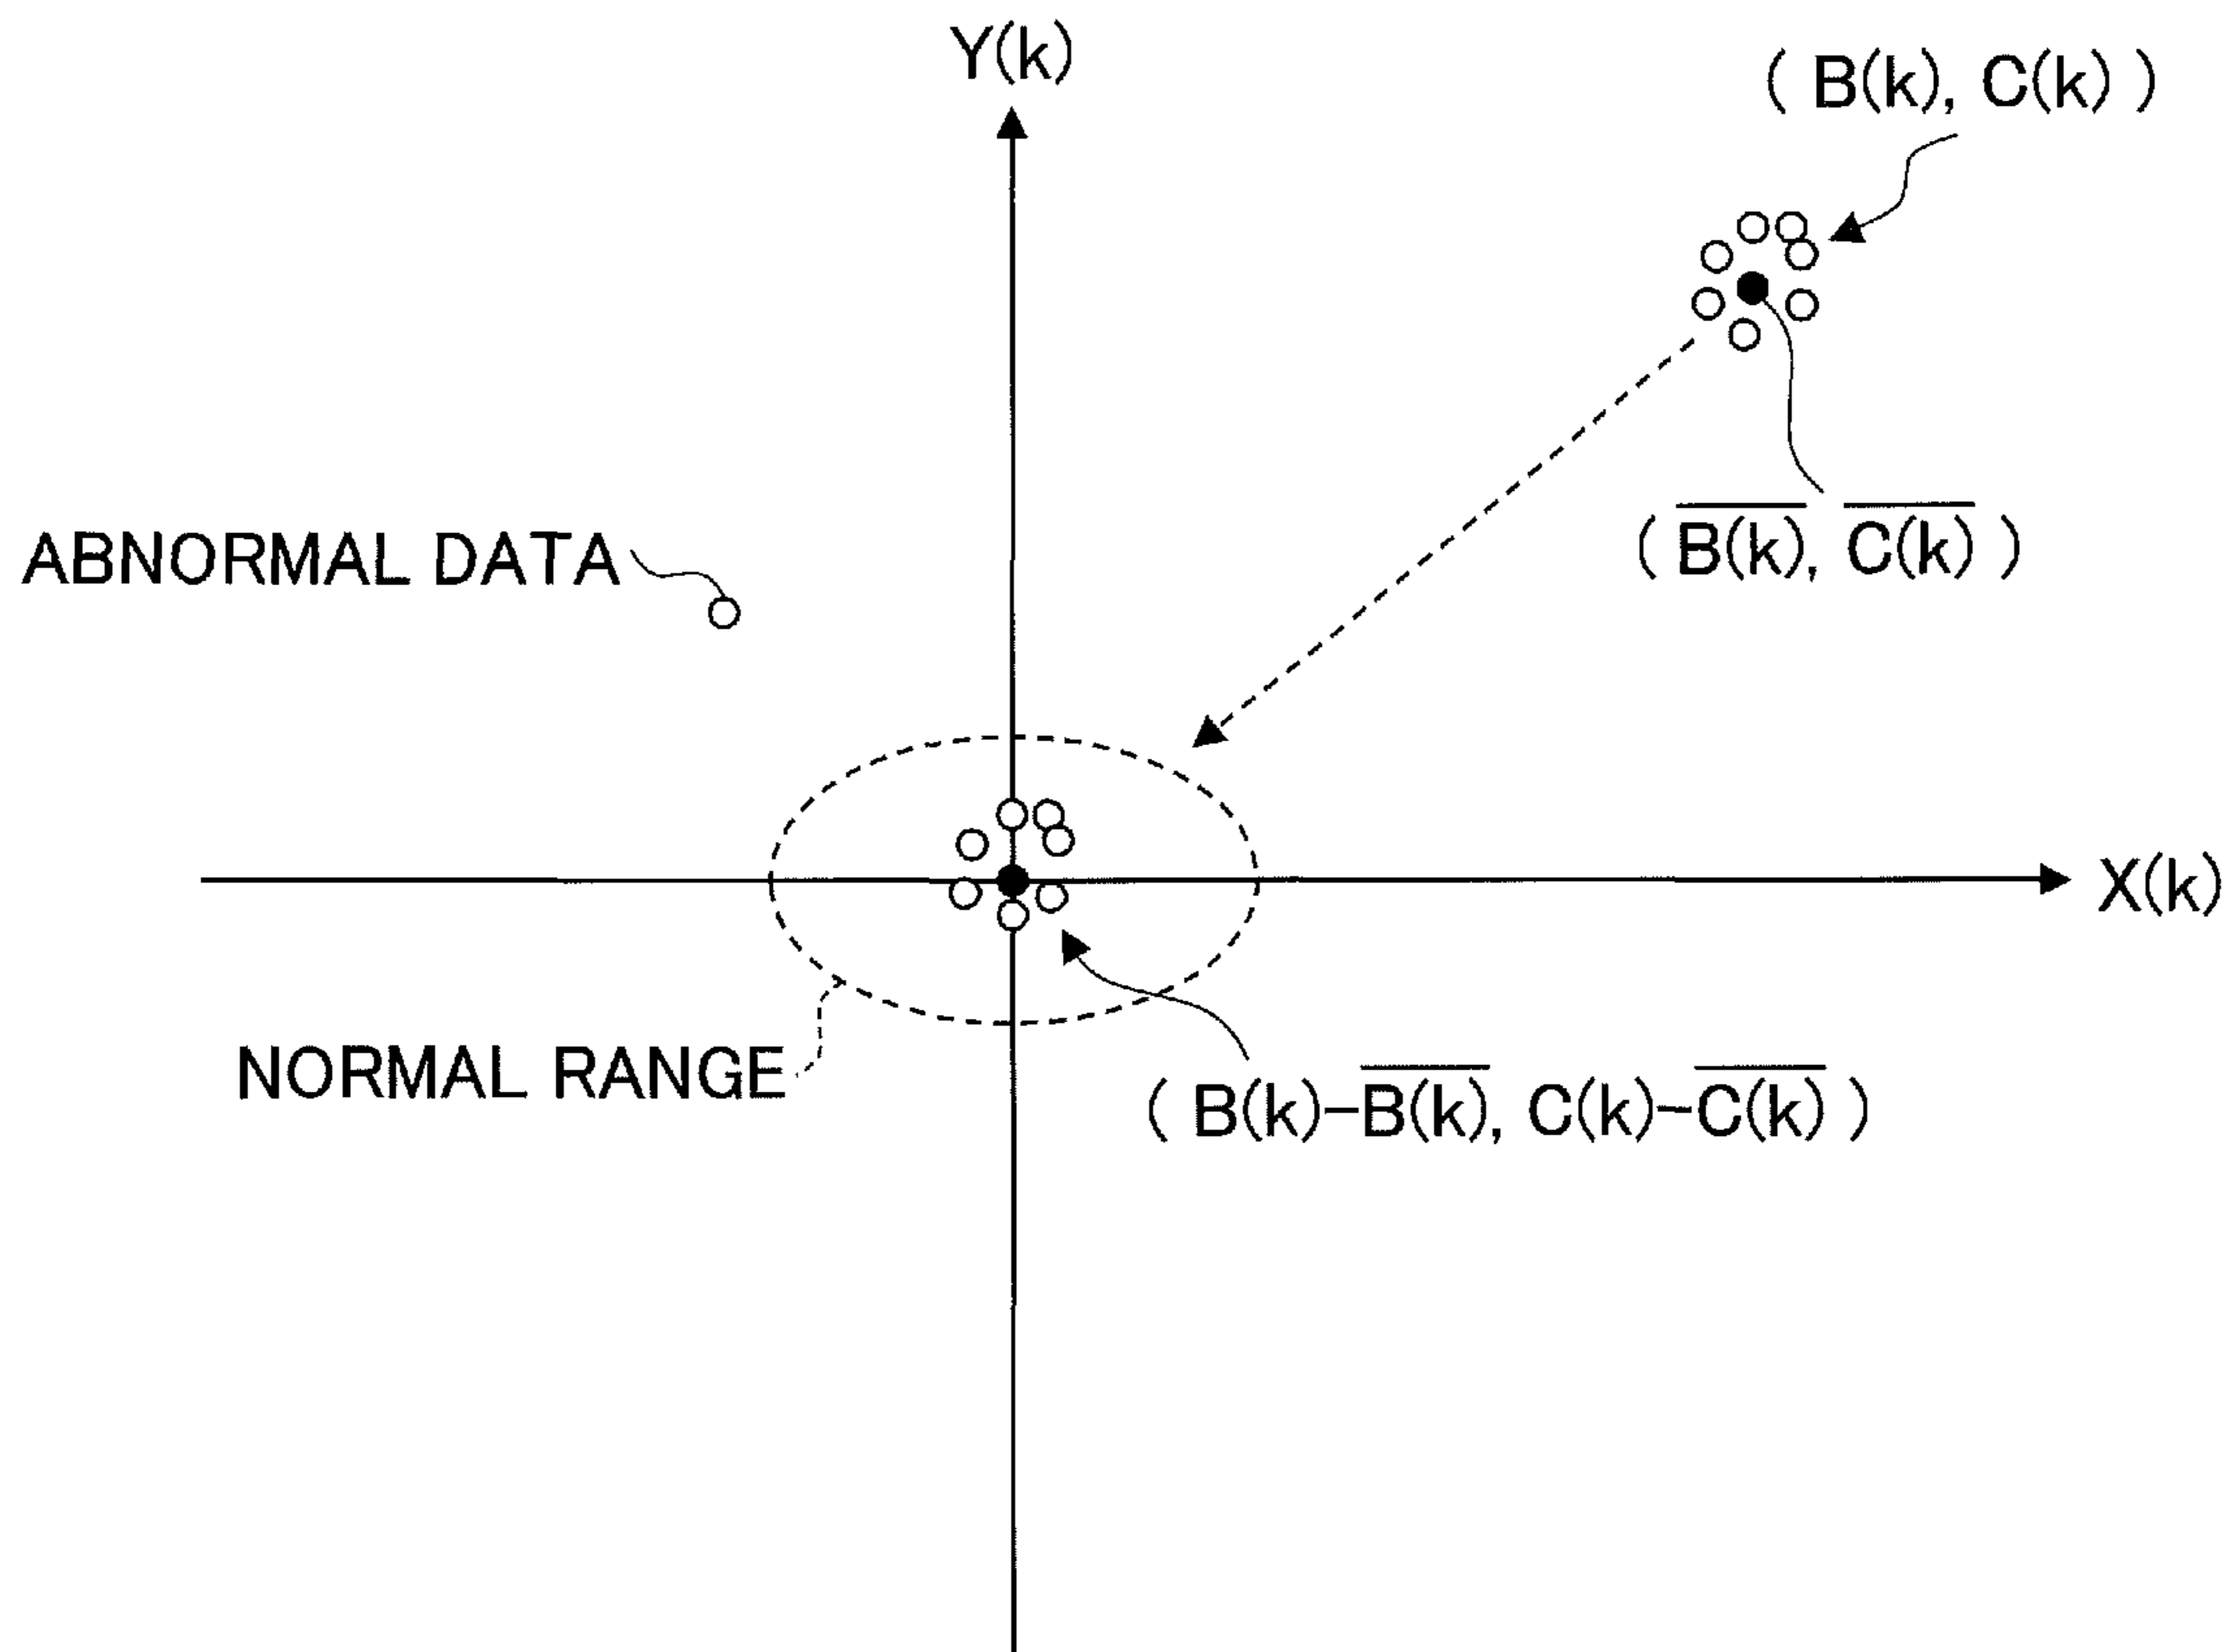 Y(k)
( B(k), C(k) )
( B̅(̅k̅)̅, C̅(̅k̅)̅ )
ABNORMAL DATA
X(k)
NORMAL RANGE
( B(k)−B̅(̅k̅)̅, C(k)−C̅(̅k̅)̅ )